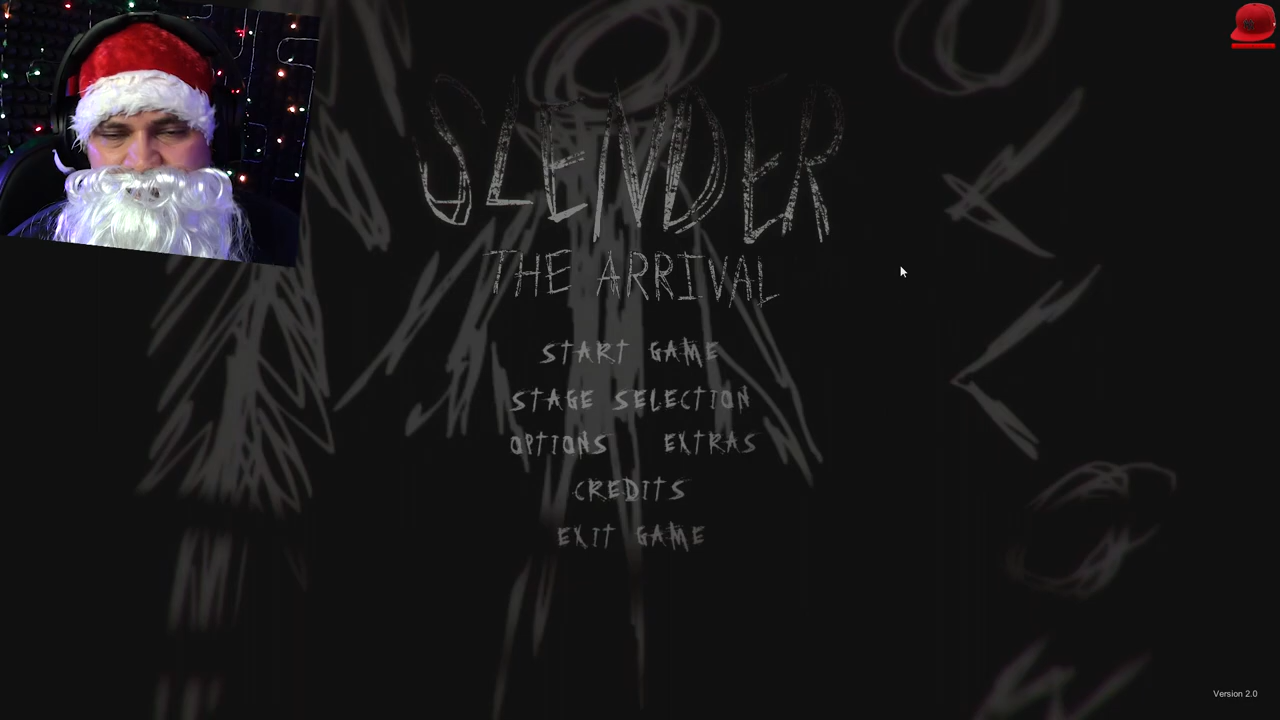 SLENDER
THE ARRIVAL
START GAME
STAGE SELECTION
OPTIONS EXTRAS
CREDITS
EXIT GAME
Version 2.0